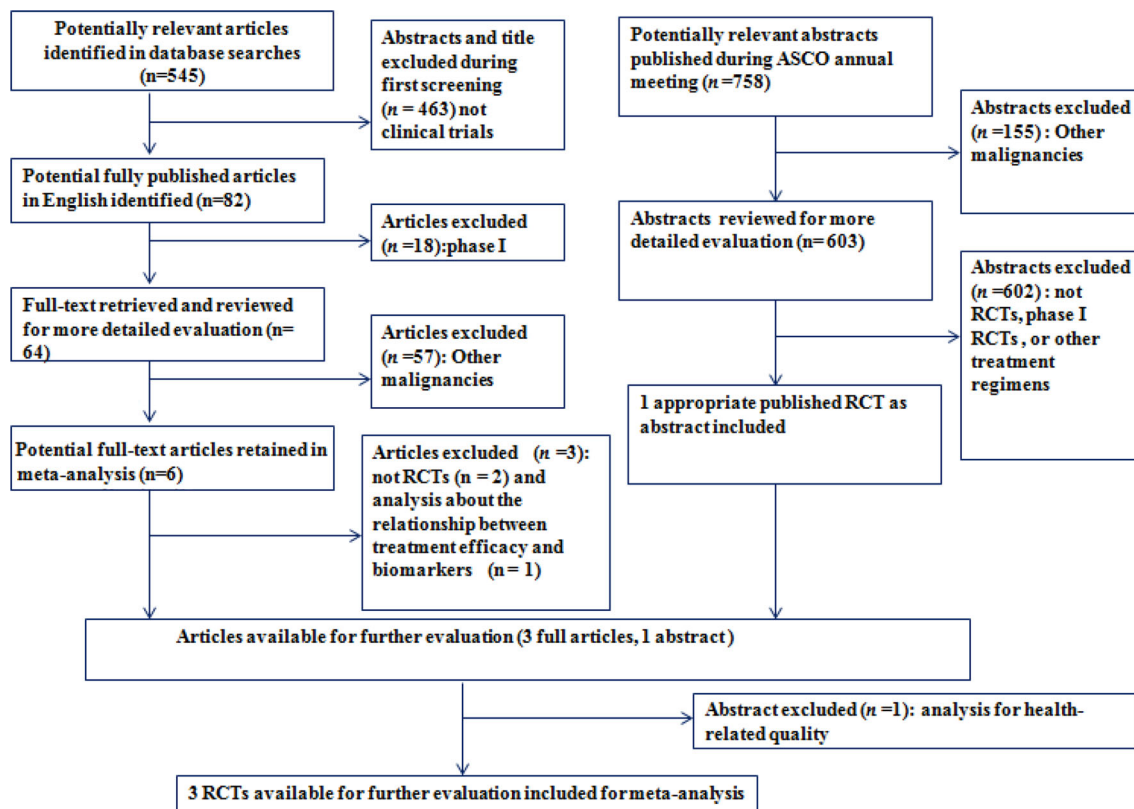 Potentially relevant articles
identified in database searches
(n=545)
Abstracts and title
excluded during
first screening
(n = 463) not
clinical trials
Potential fully published articles
in English identified (n=82)
Articles excluded
(n =18):phase I
Full-text retrieved and reviewed
for more detailed evaluation (n=
64)
Articles excluded
(n =57): Other
malignancies
Potential full-text articles retained in
meta-analysis (n=6)
Articles excluded (n =3):
not RCTs (n = 2) and
analysis about the
relationship between
treatment efficacy and
biomarkers (n= 1)
Potentially relevant abstracts
published during ASCO annual
meeting (n =758)
Abstracts excluded
(n =155) : Other
malignancies
Abstracts reviewed for more
detailed evaluation (n= 603)
Abstracts excluded
(n =602) : not
RCTs, phase I
RCTs , or other
treatment
regimens
1 appropriate published RCT as
abstract included
Articles available for further evaluation (3 full articles, 1 abstract )
Abstract excluded (n =1): analysis for health-
related quality
3 RCTs available for further evaluation included for meta-analysis